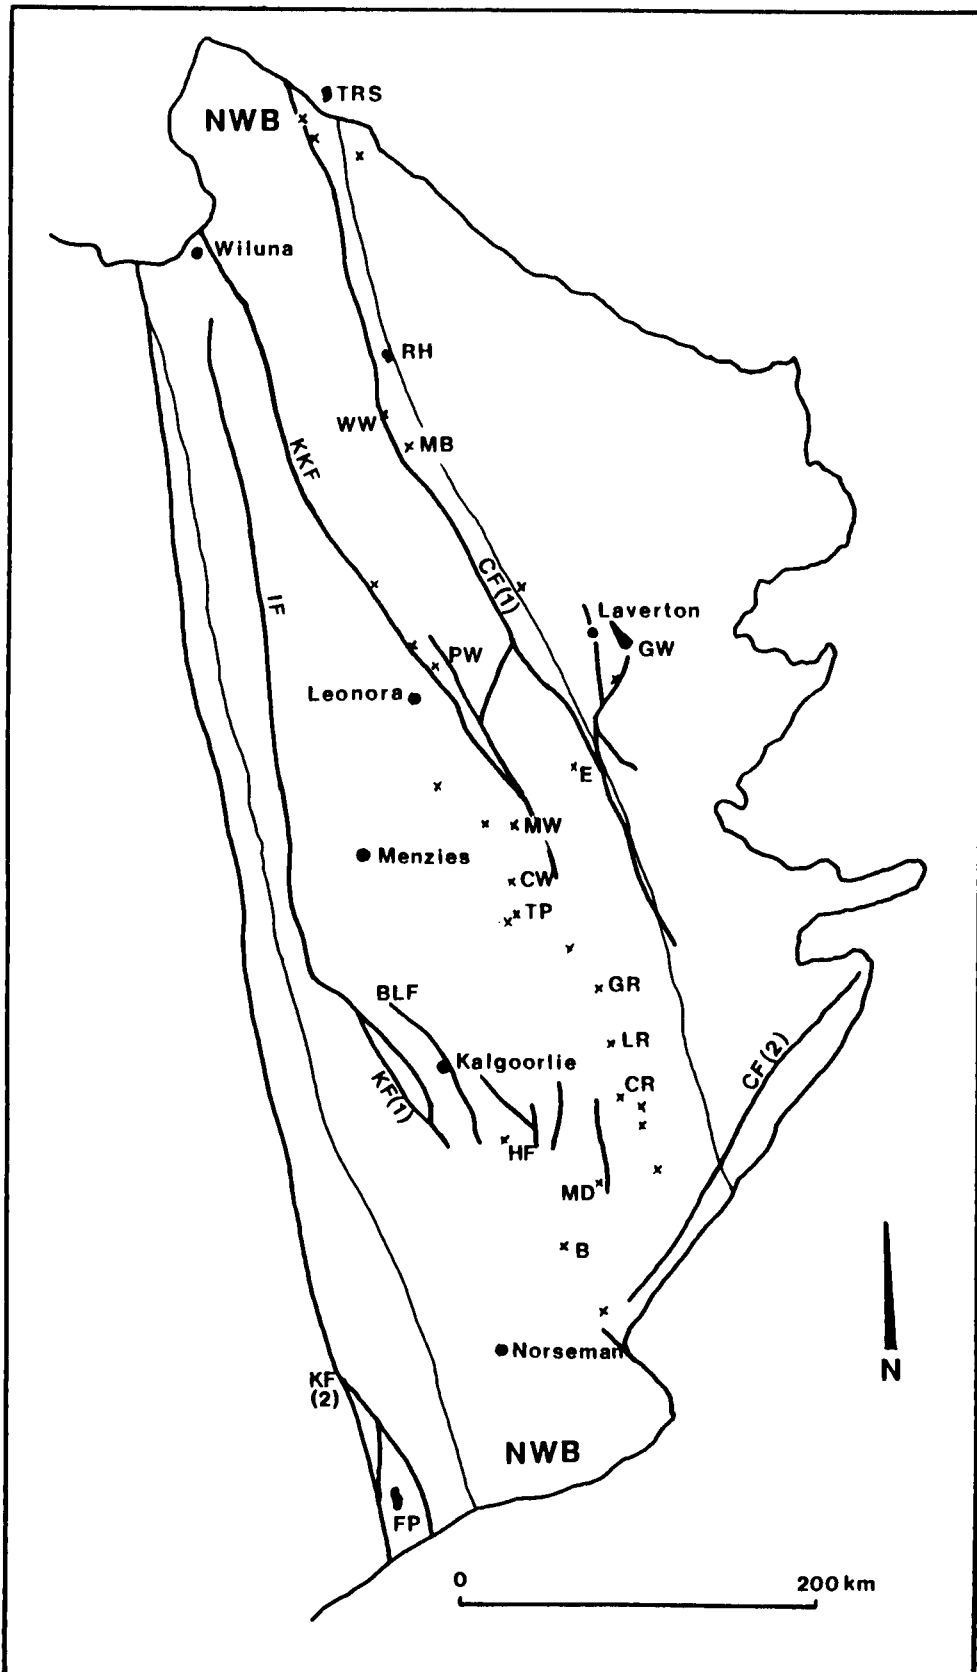 TRS
NWB
Wiluna
RH
WW
MB
KKF
CF(1)
IF
Laverton
GW
PW
Leonora
E
MW
Menzies
CW
TP
GR
BLF
LR
Kalgoorlie
CF(2)
KF(1)
CR
HF
MD
B
Norseman
N
KF
(2)
NWB
FP
0
200 km